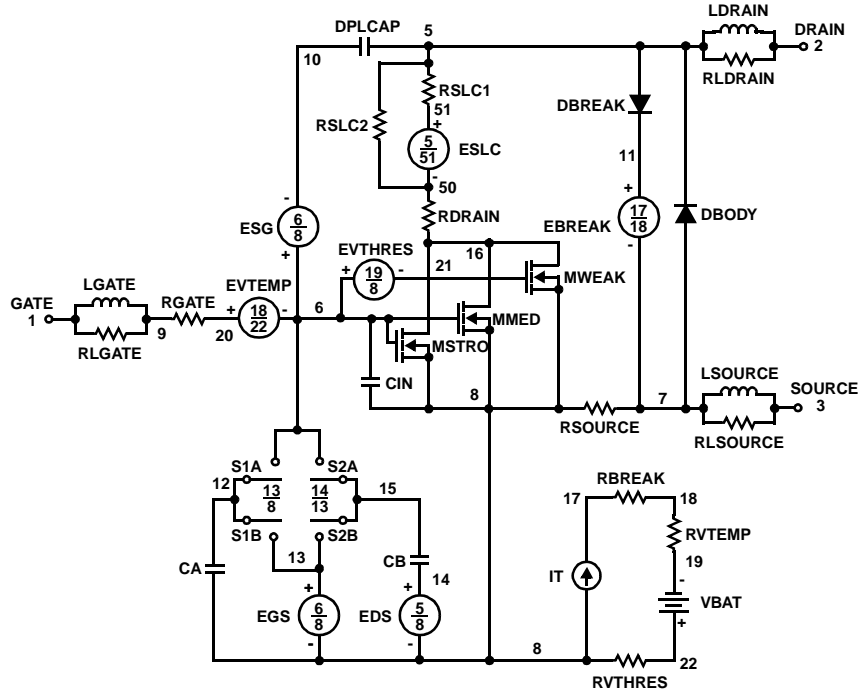 LDRAIN
DPLCAP 5 DRAIN
10 2
RLDRAIN
RSLC1
51
RSLC2
+
5
51
ESLC
-
50
DBREAK
11
+
17
18
EBREAK
-
DBODY
RDRAIN
-
6
8
ESG
+
EVTHRES
+ 19
8 -
16
21
MWEAK
LGATE
EVTEMP
GATE
1
RGATE
+ 18
22 -
6
9
20
RLGATE
MMED
MSTRO
CIN
8
LSOURCE
7
SOURCE
3
RSOURCE
RLSOURCE
S1A
S2A
12
13
8
14
13
15
S1B
S2B
13
CA
CB
14
+
EGS
6
8
-
+
EDS
5
8
-
RBREAK
17
18
RVTEMP
19
IT
-
VBAT
+
8
22
RVTHRES